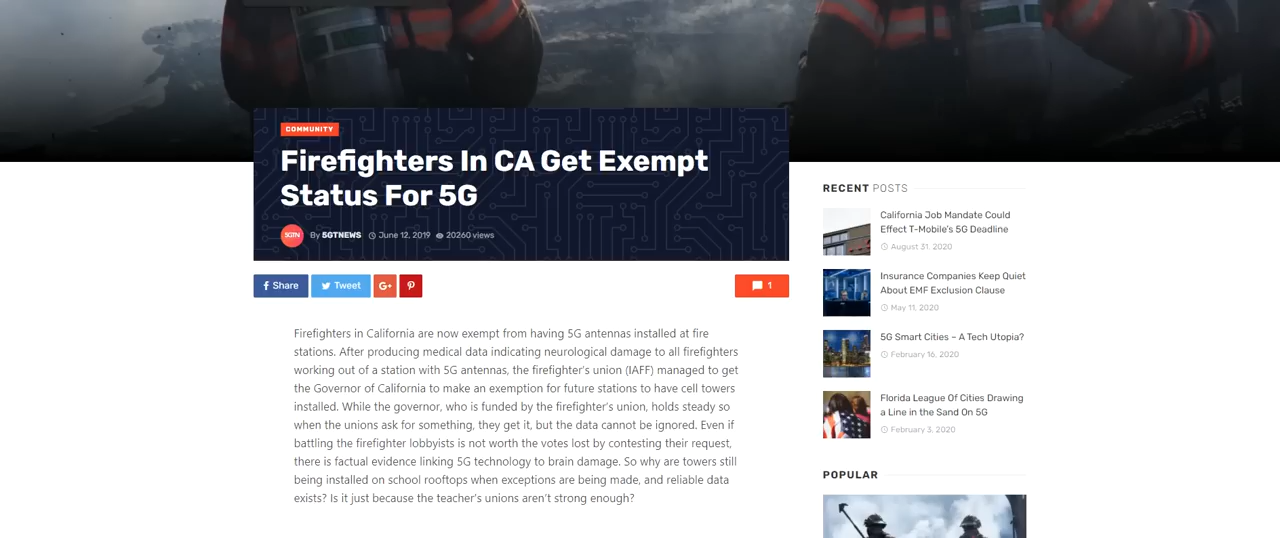 COMMUNITY
Firefighters In CA Get Exempt
Status For 5G
5GTN By 5GTNEWS June 12, 2019 20260 views
Share Tweet G+ 1
Firefighters in California are now exempt from having 5G antennas installed at fire
stations. After producing medical data indicating neurological damage to all firefighters
working out of a station with 5G antennas, the firefighter's union (IAFF) managed to get
the Governor of California to make an exemption for future stations to have cell towers
installed. While the governor, who is funded by the firefighter's union, holds steady so
when the unions ask for something, they get it, but the data cannot be ignored. Even if
battling the firefighter lobbyists is not worth the votes lost by contesting their request,
there is factual evidence linking 5G technology to brain damage. So why are towers still
being installed on school rooftops when exceptions are being made, and reliable data
exists? Is it just because the teacher's unions aren't strong enough?
RECENT POSTS
California Job Mandate Could
Effect T-Mobile's 5G Deadline
August 31, 2020
Insurance Companies Keep Quiet
About EMF Exclusion Clause
May 11, 2020
5G Smart Cities – A Tech Utopia?
February 16, 2020
Florida League Of Cities Drawing
a Line in the Sand On 5G
February 3, 2020
POPULAR